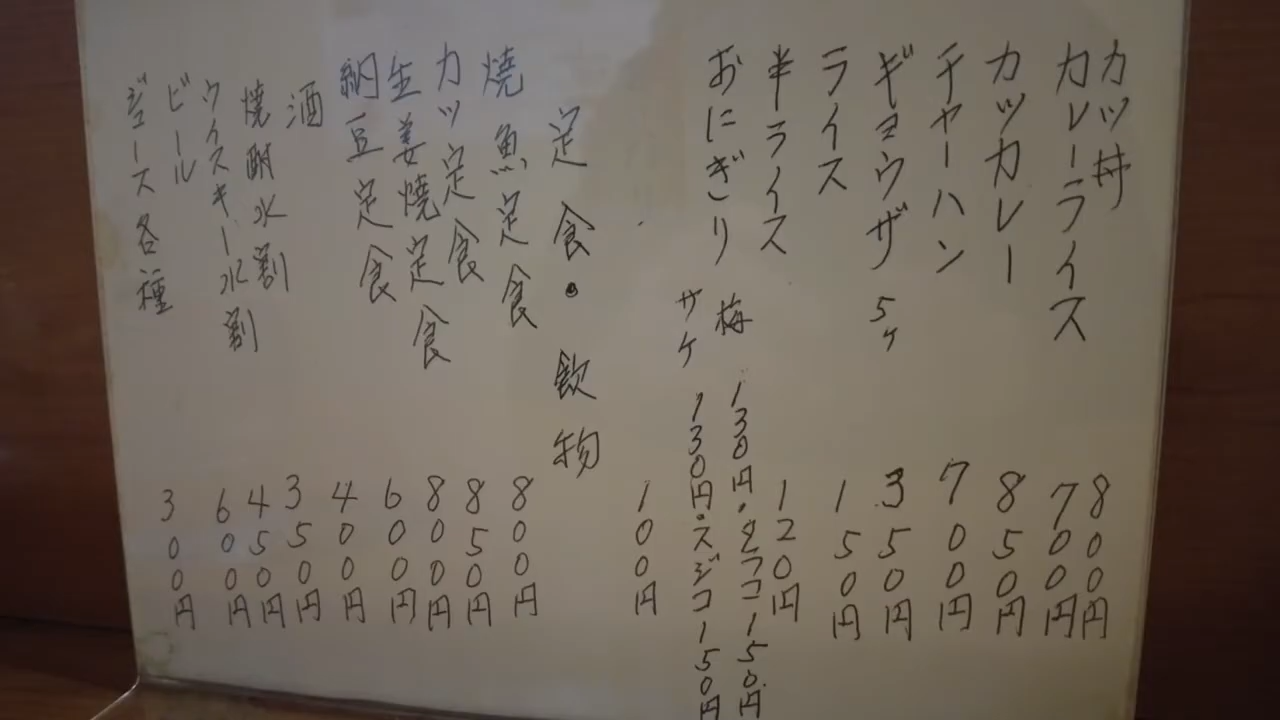 カツ丼 800円
カレーライス 700円
カツカレー 850円
チャーハン 700円
ギョウザ 5ケ 350円
ライス 150円
半ライス 120円
おにぎり 梅 130円・タラコ 150円
サケ 130円・スジコ 150円
100円
定食・飲物
焼魚定食 800円
カツ定食 850円
生姜焼定食 800円
納豆定食 600円
酒 400円
焼酎水割 350円
ウイスキー水割 450円
ビール 600円
ジュース各種 300円